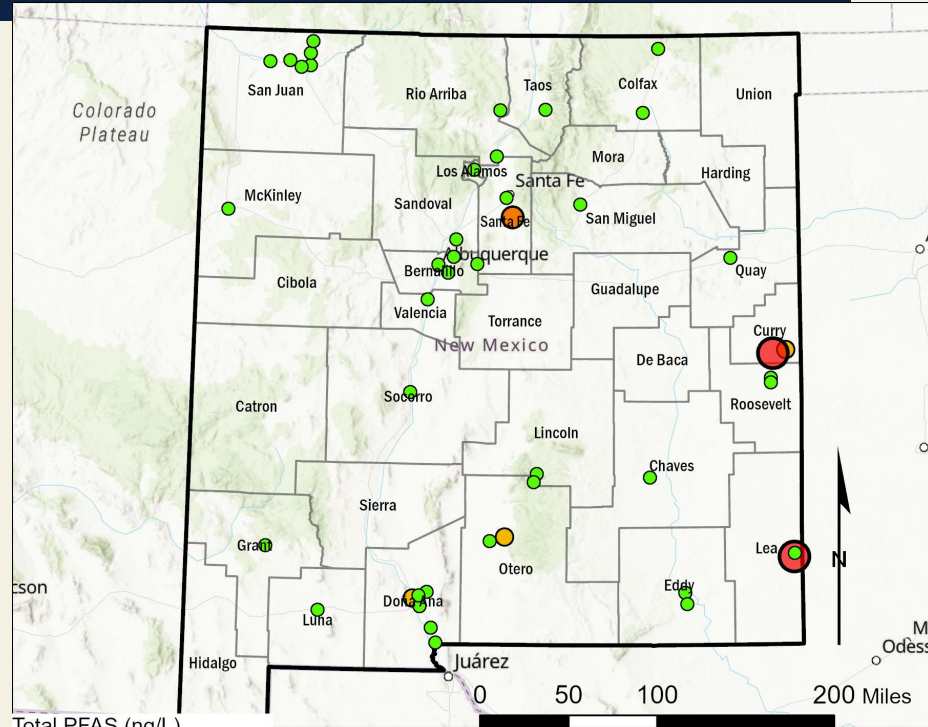 Colorado
Plateau
San Juan
Rio Arriba
Taos
Colfax
Union
Los Alamos
Mora
Harding
McKinley
Sandoval
Santa Fe
Santa Fe
San Miguel
Albuquerque
Bernalillo
Quay
Cibola
Guadalupe
Valencia
Torrance
New Mexico
Curry
De Baca
Roosevelt
Catron
Socorro
Lincoln
Chaves
Sierra
Grant
Otero
Lea
N
Eddy
cson
Luna
Doña Ana
Hidalgo
Juárez
Odess
0 50 100 200 Miles
Total PFAS (ng/L)